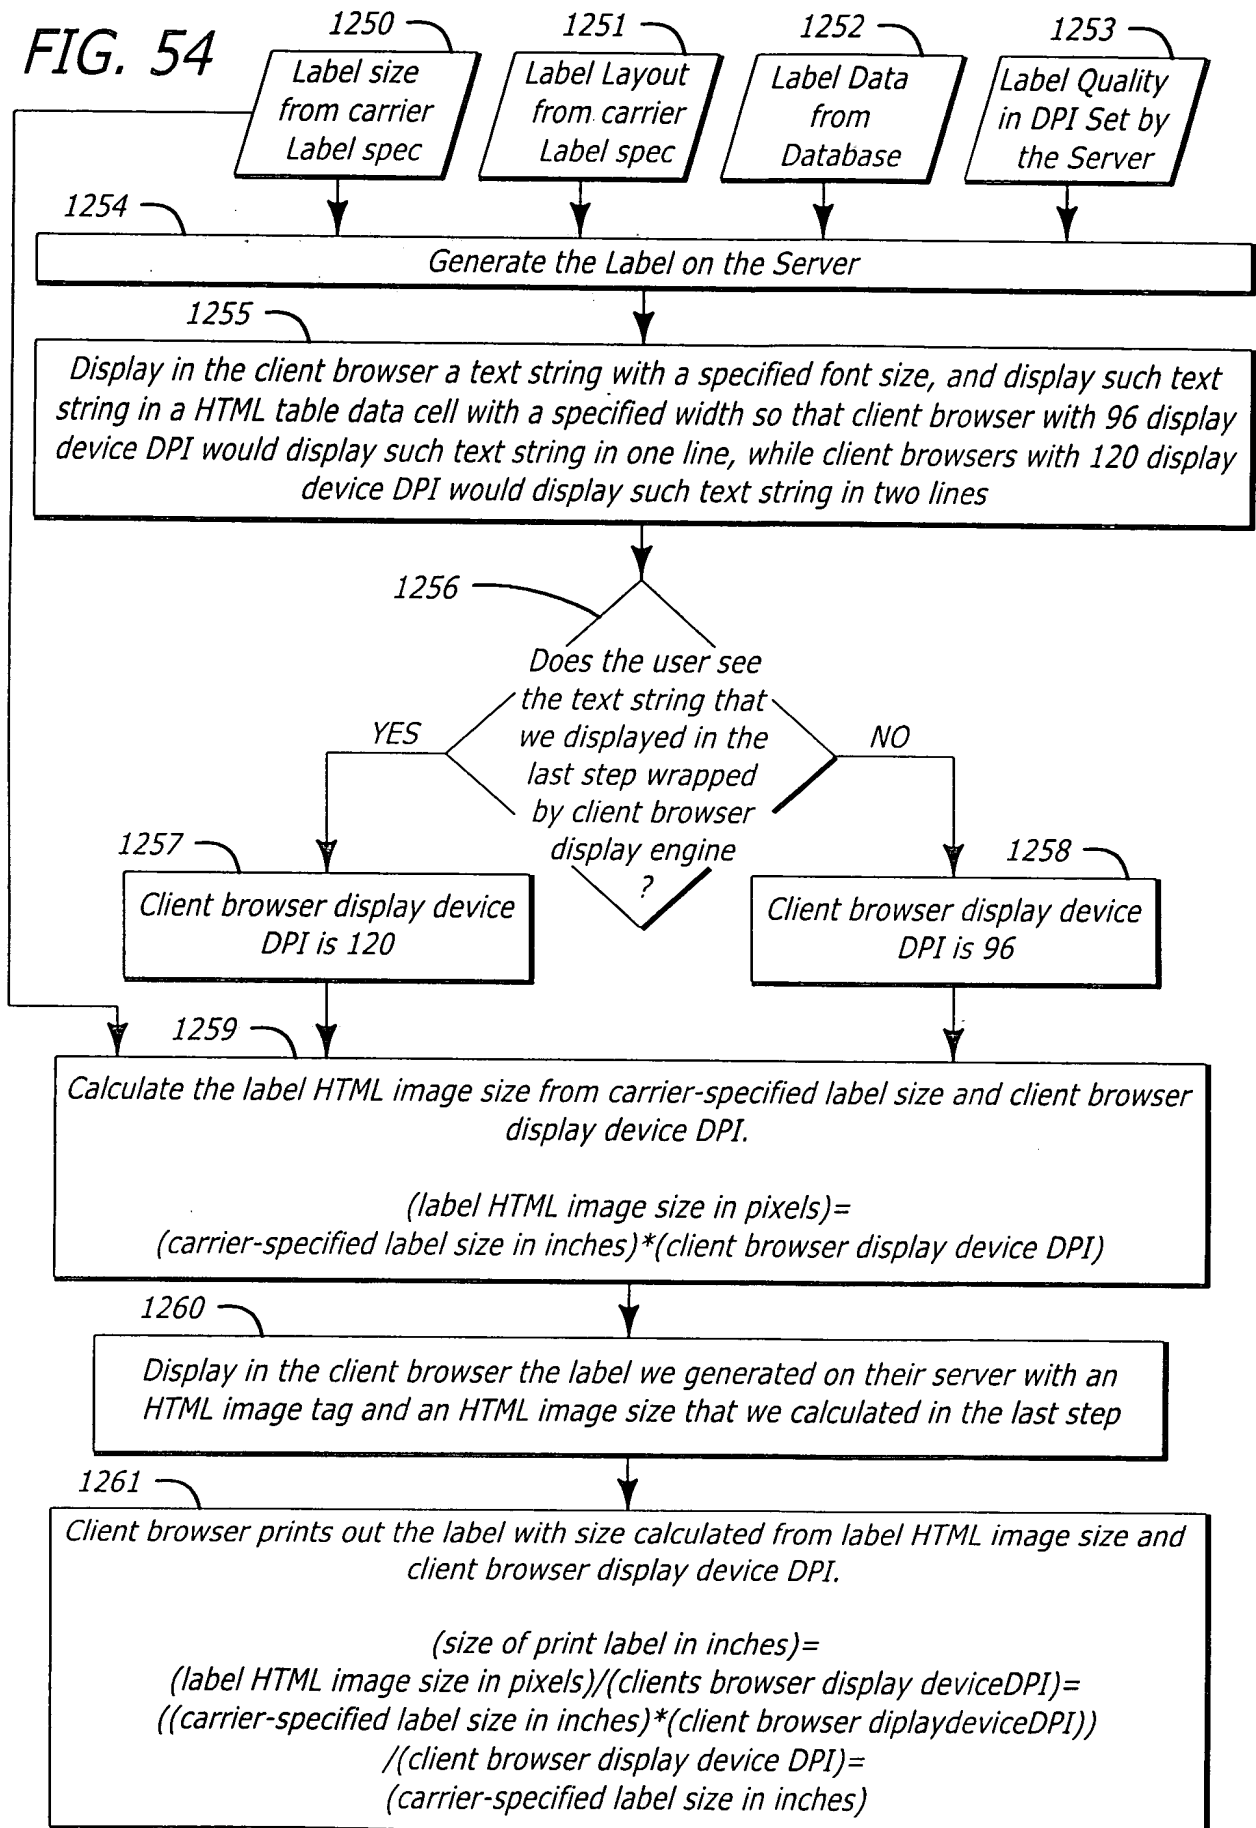 FIG. 54
1250
1251
1252
1253
Label size
from carrier
Label spec
Label Layout
from carrier
Label spec
Label Data
from
Database
Label Quality
in DPI Set by
the Server
1254
Generate the Label on the Server
1255
Display in the client browser a text string with a specified font size, and display such text
string in a HTML table data cell with a specified width so that client browser with 96 display
device DPI would display such text string in one line, while client browsers with 120 display
device DPI would display such text string in two lines
1256
Does the user see
the text string that
we displayed in the
last step wrapped
by client browser
display engine
?
YES
NO
1257
Client browser display device
DPI is 120
1258
Client browser display device
DPI is 96
1259
Calculate the label HTML image size from carrier-specified label size and client browser
display device DPI.
(label HTML image size in pixels)=
(carrier-specified label size in inches)*(client browser display device DPI)
1260
Display in the client browser the label we generated on their server with an
HTML image tag and an HTML image size that we calculated in the last step
1261
Client browser prints out the label with size calculated from label HTML image size and
client browser display device DPI.
(size of print label in inches)=
(label HTML image size in pixels)/(clients browser display deviceDPI)=
((carrier-specified label size in inches)*(client browser diplaydeviceDPI))
/(client browser display device DPI)=
(carrier-specified label size in inches)